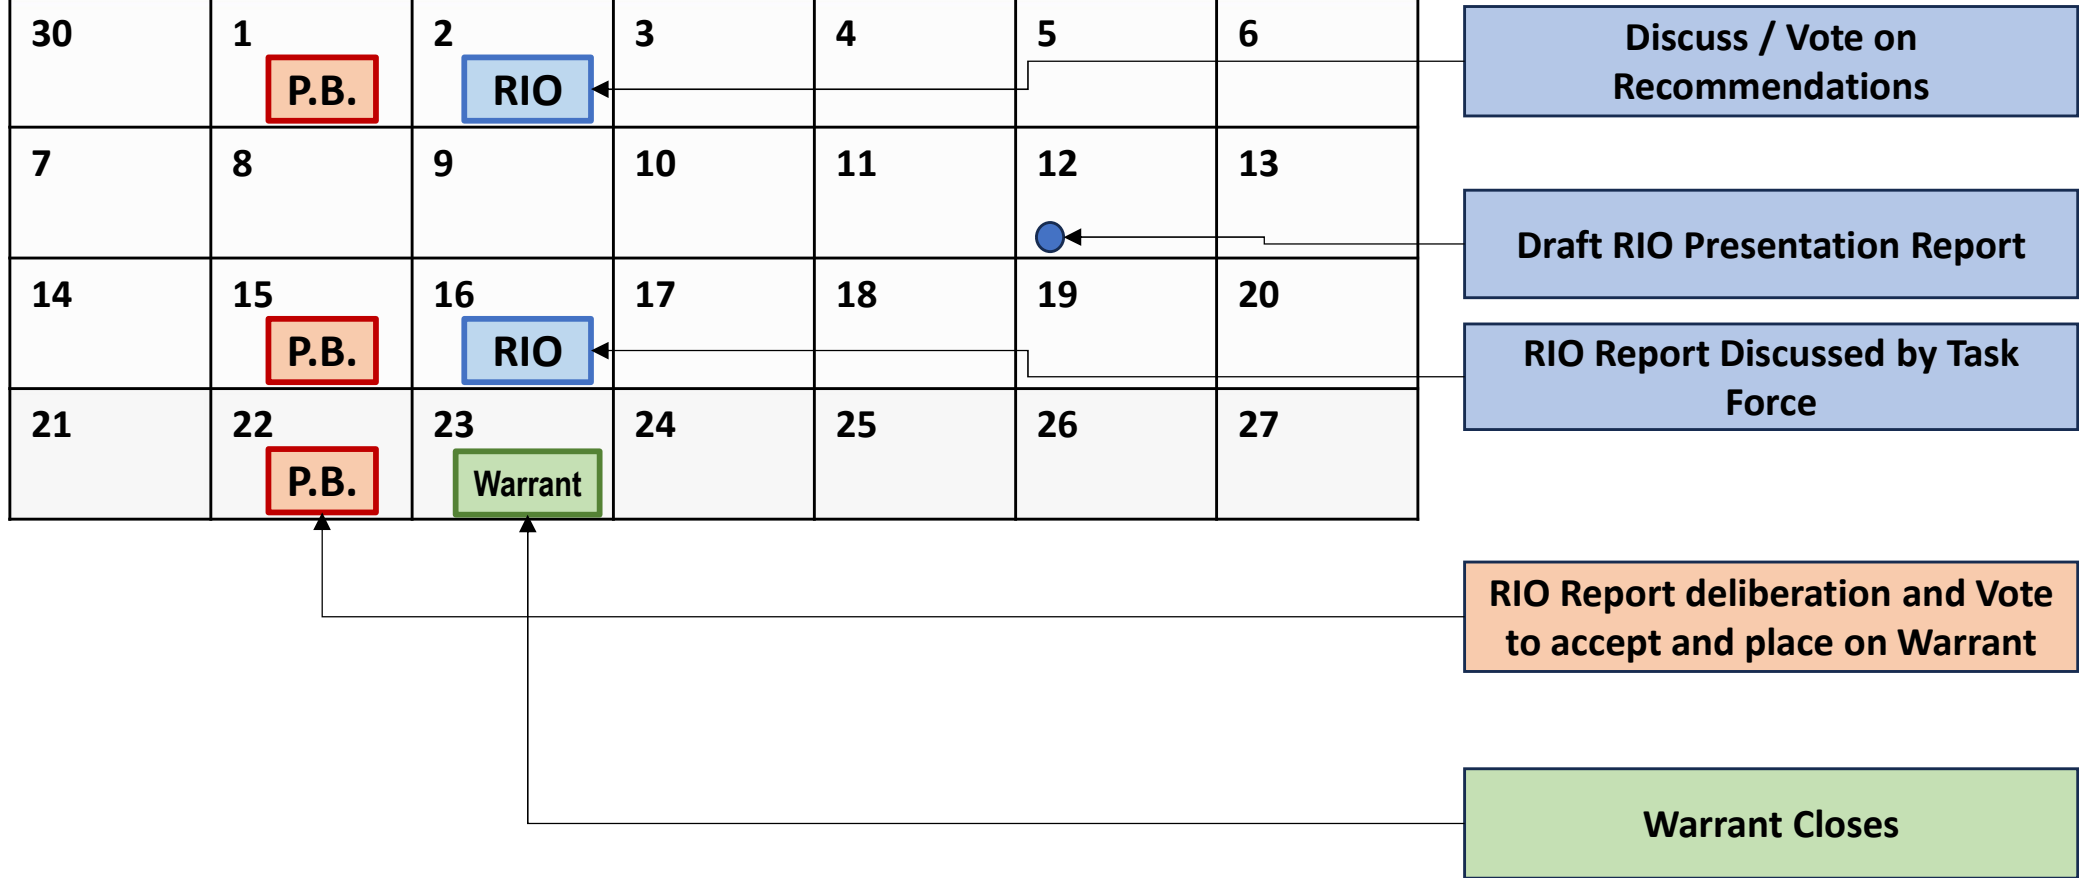 30 1 2 3 4 5 6
P.B. RIO
Discuss / Vote on
Recommendations
7 8 9 10 11 12 13
Draft RIO Presentation Report
14 15 16 17 18 19 20
P.B. RIO
RIO Report Discussed by Task
Force
21 22 23 24 25 26 27
P.B. Warrant
RIO Report deliberation and Vote
to accept and place on Warrant
Warrant Closes